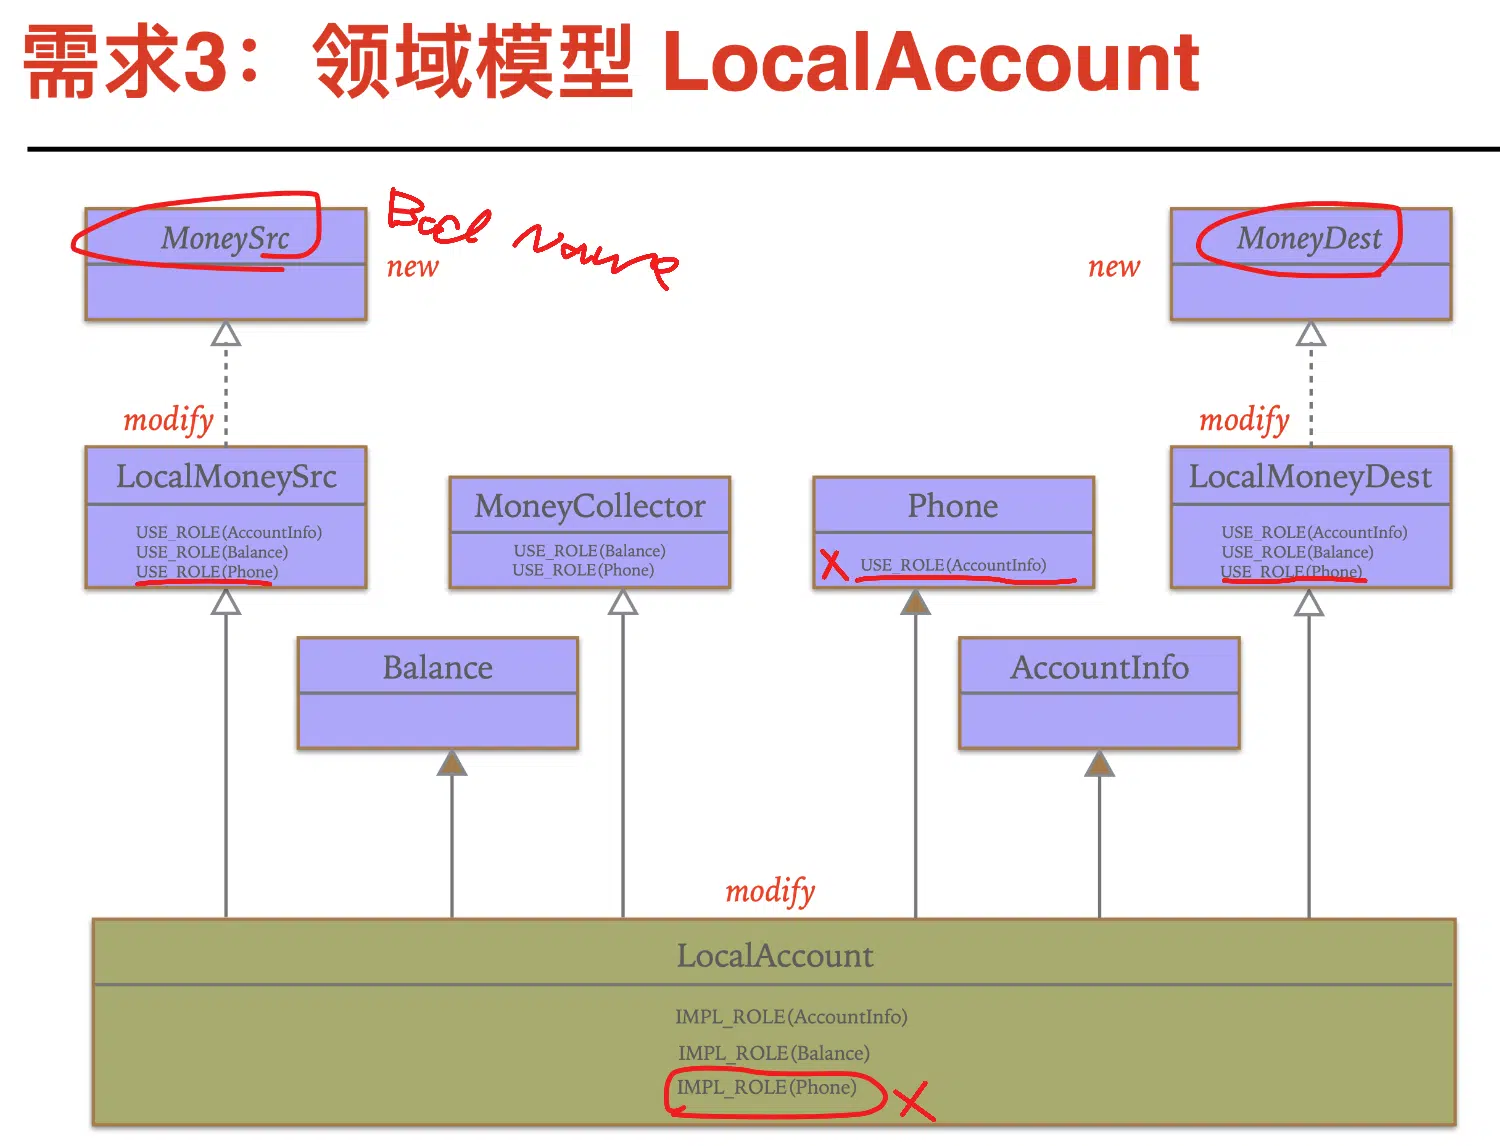 需求3：领域模型 LocalAccount
MoneySrc
new
new
MoneyDest
modify
modify
LocalMoneySrc
USE_ROLE(AccountInfo)
USE_ROLE(Balance)
USE_ROLE(Phone)
MoneyCollector
USE_ROLE(Balance)
USE_ROLE(Phone)
Phone
X USE_ROLE(AccountInfo)
LocalMoneyDest
USE_ROLE(AccountInfo)
USE_ROLE(Balance)
USE_ROLE(Phone)
Balance
AccountInfo
modify
LocalAccount
IMPL_ROLE(AccountInfo)
IMPL_ROLE(Balance)
IMPL_ROLE(Phone) X